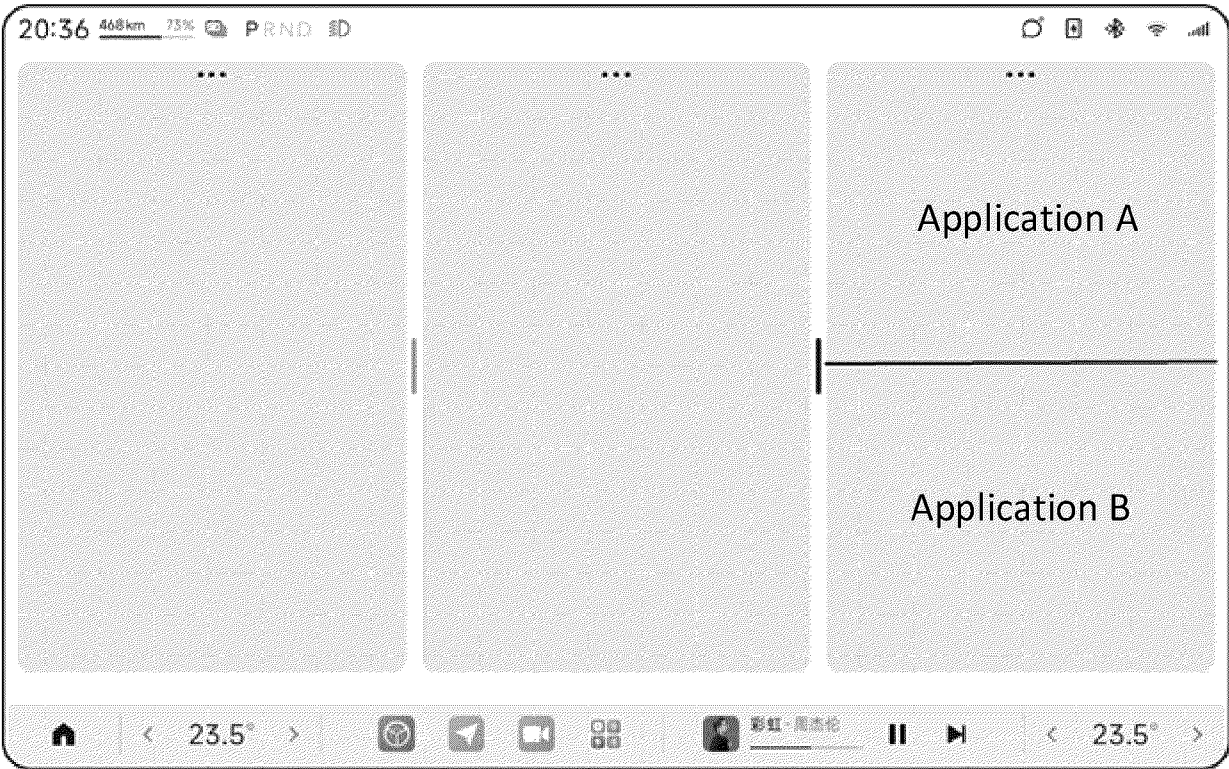 20:36 468km 73% PRND
Application A
Application B
23.5°
彩虹 - 周杰伦
23.5°